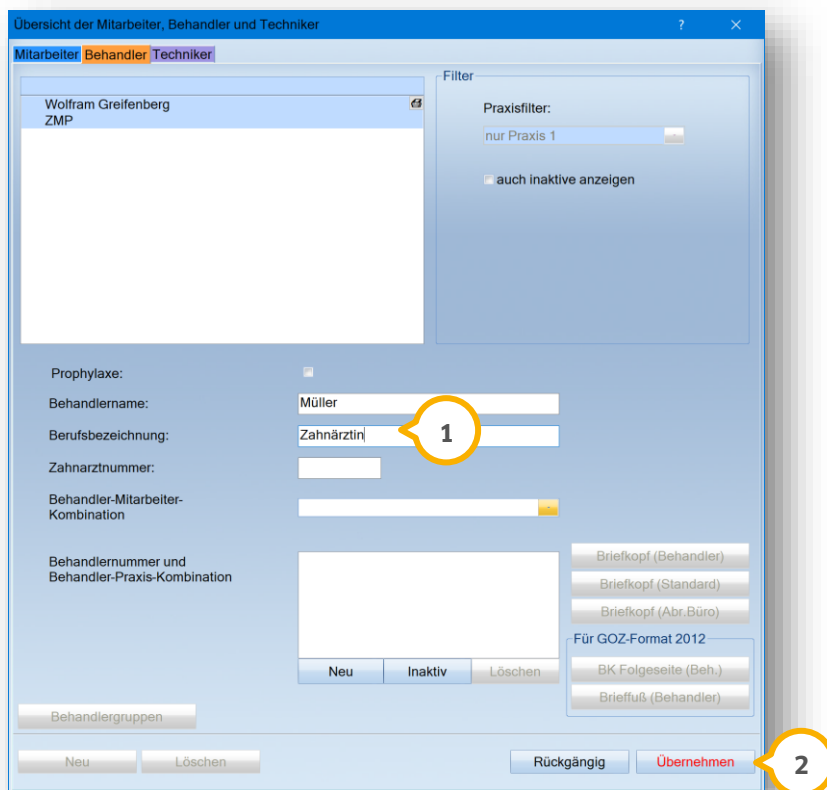 Übersicht der Mitarbeiter, Behandler und Techniker ? ×
Mitarbeiter Behandler Techniker
Wolfram Greifenberg
ZMP
Filter
Praxisfilter:
nur Praxis 1
auch inaktive anzeigen
Prophylaxe:
Behandlername: Müller
Berufsbezeichnung: Zahnärztin
1
Zahnarztnummer:
Behandler-Mitarbeiter-
Kombination
Behandlernummer und
Behandler-Praxis-Kombination
Neu Inaktiv Löschen
Briefkopf (Behandler)
Briefkopf (Standard)
Briefkopf (Abr.Büro)
Für GOZ-Format 2012
BK Folgeseite (Beh.)
Brieffuß (Behandler)
Behandlergruppen
Neu Löschen Rückgängig Übernehmen
2